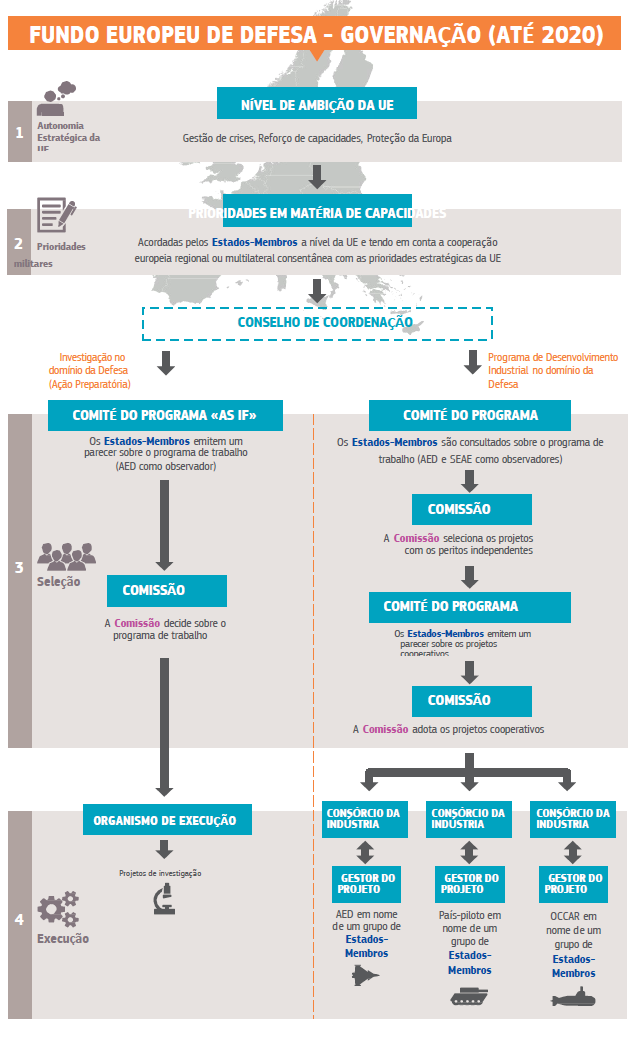 FUNDO EUROPEU DE DEFESA - GOVERNAÇÃO (ATÉ 2020)
NÍVEL DE AMBIÇÃO DA UE
1
Autonomia
Estratégica da
UE
Gestão de crises, Reforço de capacidades, Proteção da Europa
PRIORIDADES EM MATÉRIA DE CAPACIDADES
2
Prioridades
militares
Acordadas pelos Estados-Membros a nível da UE e tendo em conta a cooperação
europeia regional ou multilateral consentânea com as prioridades estratégicas da UE
CONSELHO DE COORDENAÇÃO
Investigação no
domínio da Defesa
(Ação Preparatória)
Programa de Desenvolvimento
Industrial no domínio da
Defesa
3
Seleção
COMITÉ DO PROGRAMA «AS IF»
Os Estados-Membros emitem um
parecer sobre o programa de trabalho
(AED como observador)
COMISSÃO
A Comissão decide sobre o
programa de trabalho
COMITÉ DO PROGRAMA
Os Estados-Membros são consultados sobre o programa de
trabalho (AED e SEAE como observadores)
COMISSÃO
A Comissão seleciona os projetos
com os peritos independentes
COMITÉ DO PROGRAMA
Os Estados-Membros emitem um
parecer sobre os projetos
cooperativos
COMISSÃO
A Comissão adota os projetos cooperativos
4
Execução
ORGANISMO DE EXECUÇÃO
Projetos de investigação
CONSÓRCIO DA
INDÚSTRIA
GESTOR DO
PROJETO
AED em nome
de um grupo de
Estados-
Membros
CONSÓRCIO DA
INDÚSTRIA
GESTOR DO
PROJETO
País-piloto em
nome de um
grupo de
Estados-
Membros
CONSÓRCIO DA
INDÚSTRIA
GESTOR DO
PROJETO
OCCAR em
nome de um
grupo de
Estados-
Membros